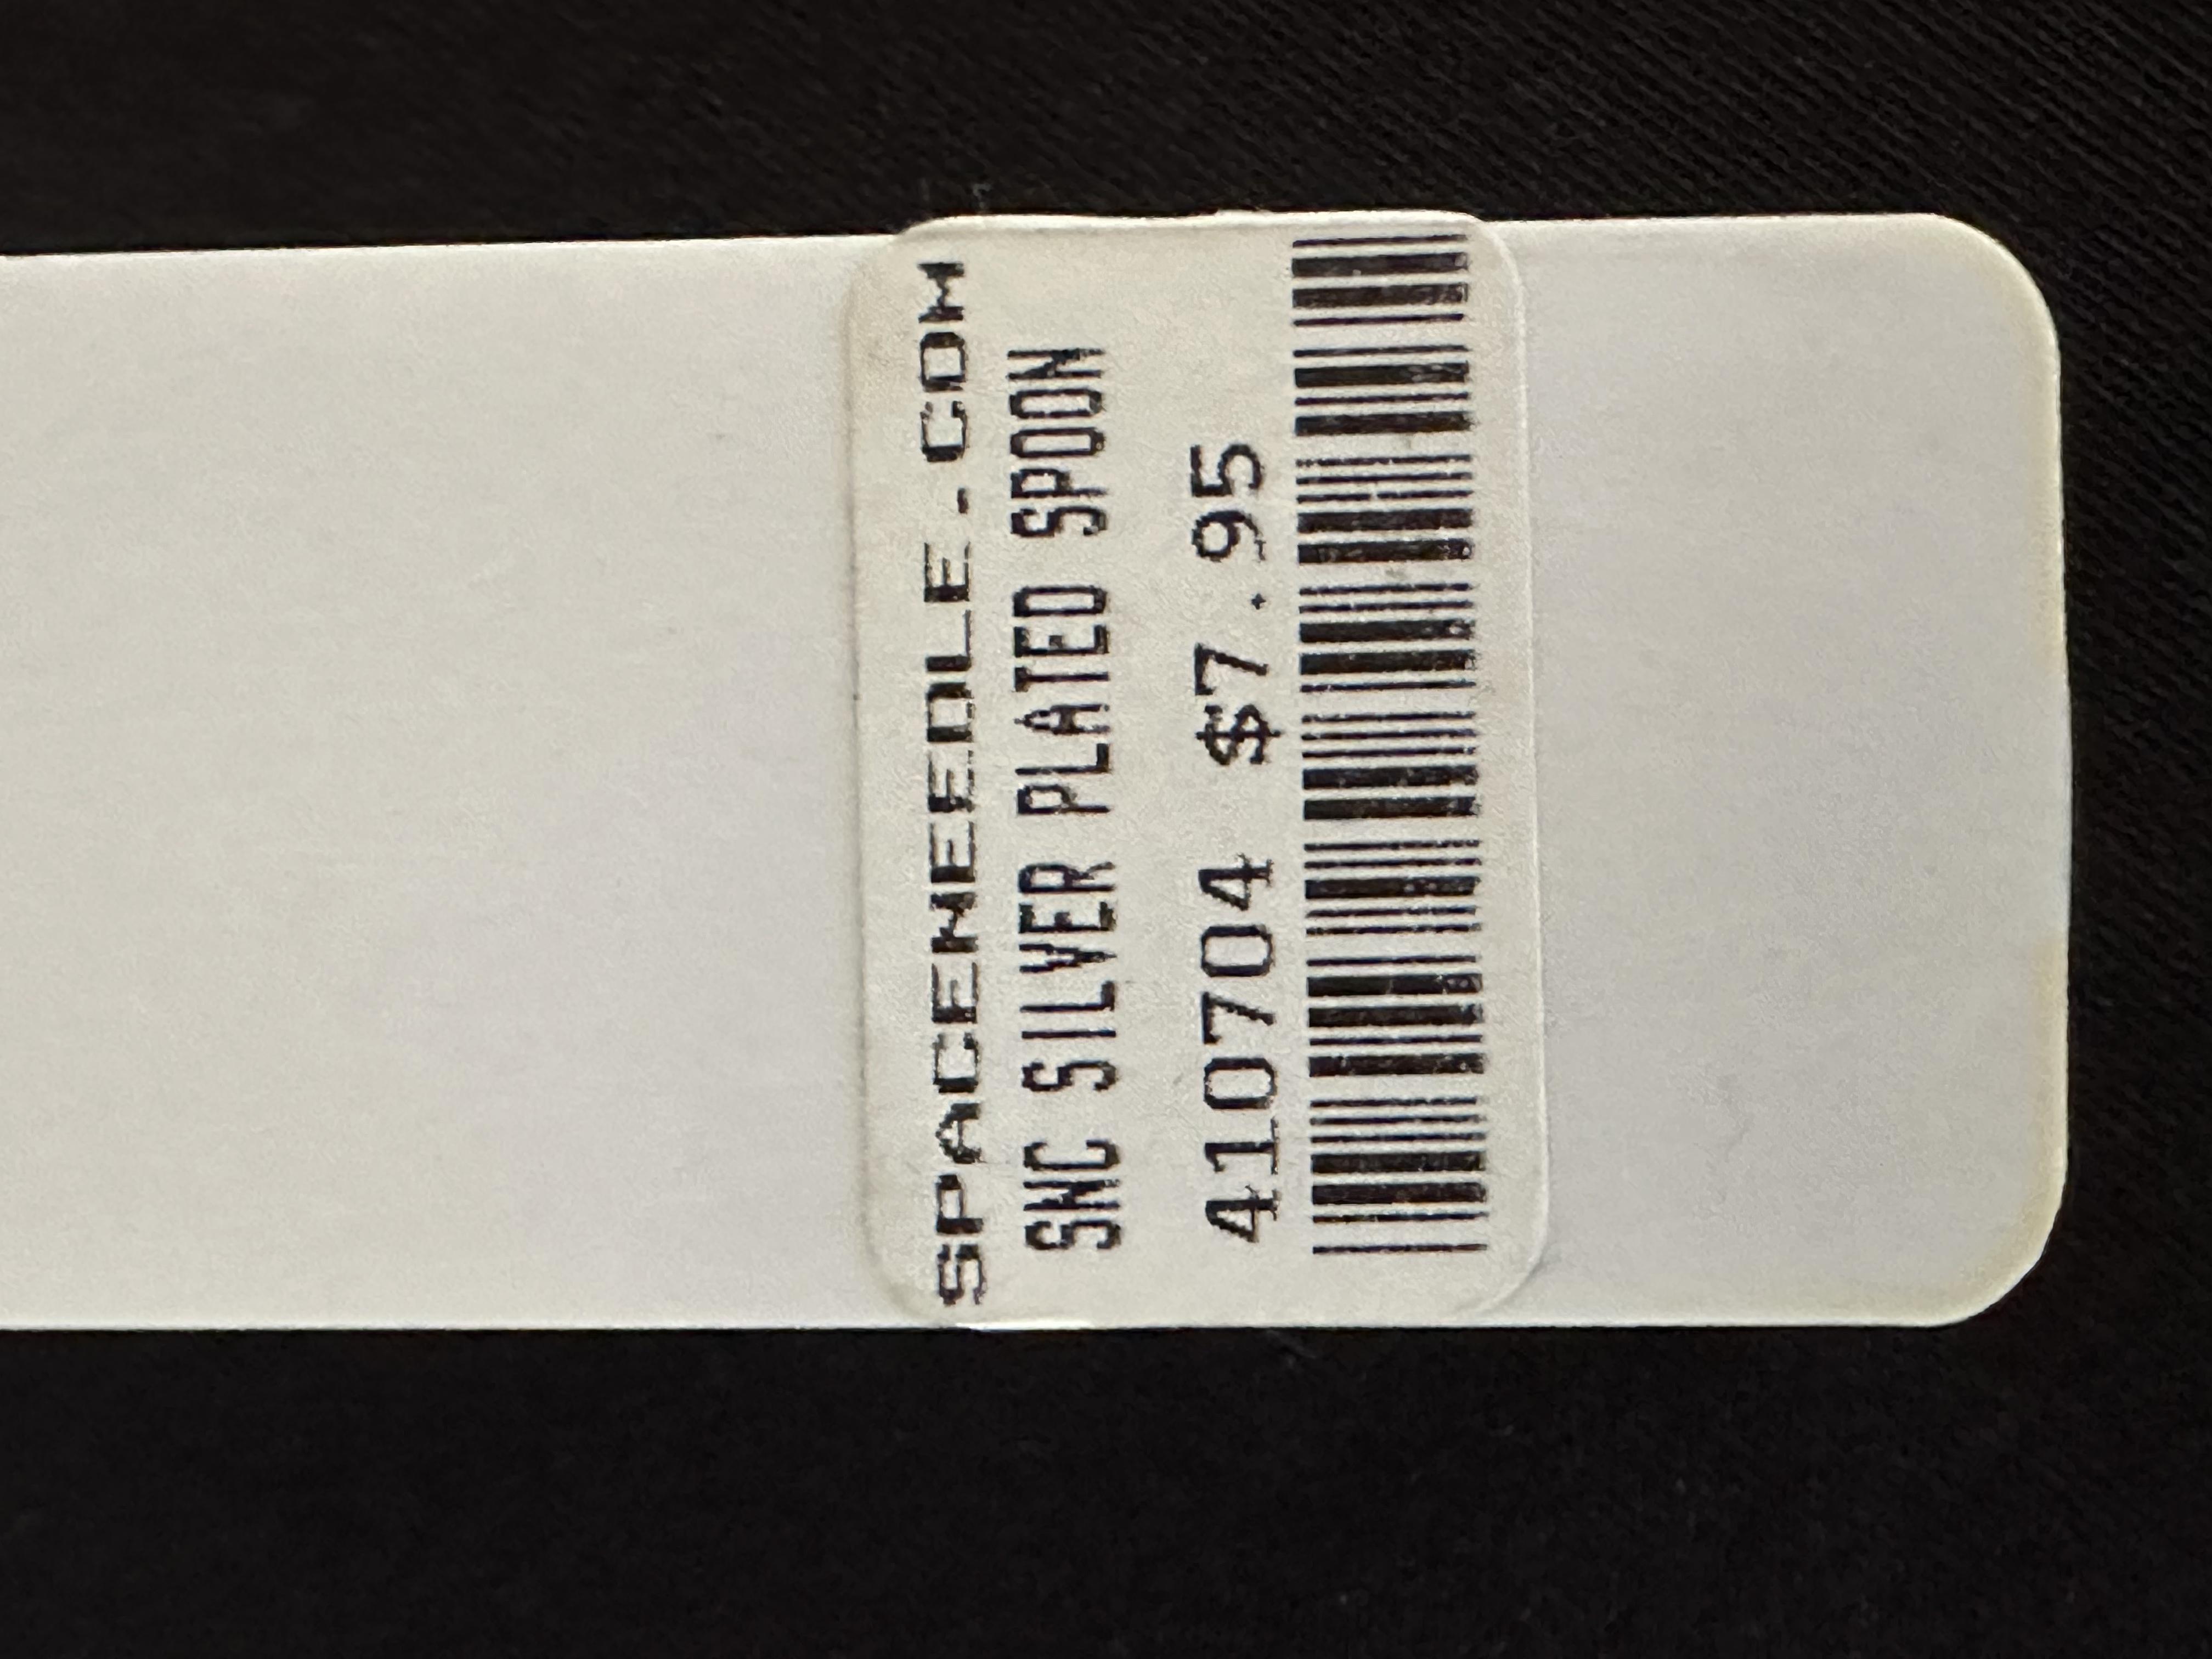 SPACENEEDLE.COM
SNC SILVER PLATED SPOON
410704 $7.95